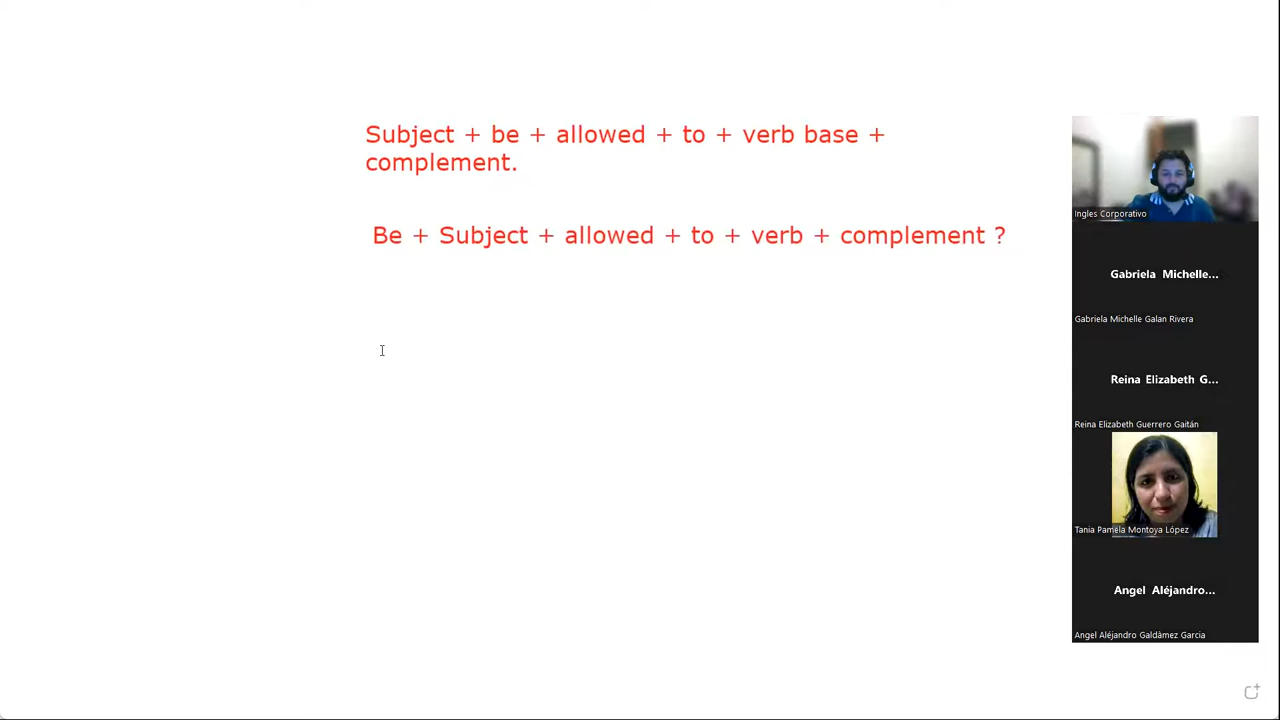 Subject + be + allowed + to + verb base +
complement.
Be + Subject + allowed + to + verb + complement ?
Ingles Corporativo
Gabriela Michelle...
Gabriela Michelle Galan Rivera
Reina Elizabeth G...
Reina Elizabeth Guerrero Gaitán
Tania Pamela Montoya López
Angel Aléjandro...
Angel Aléjandro Galdâmez Garcia